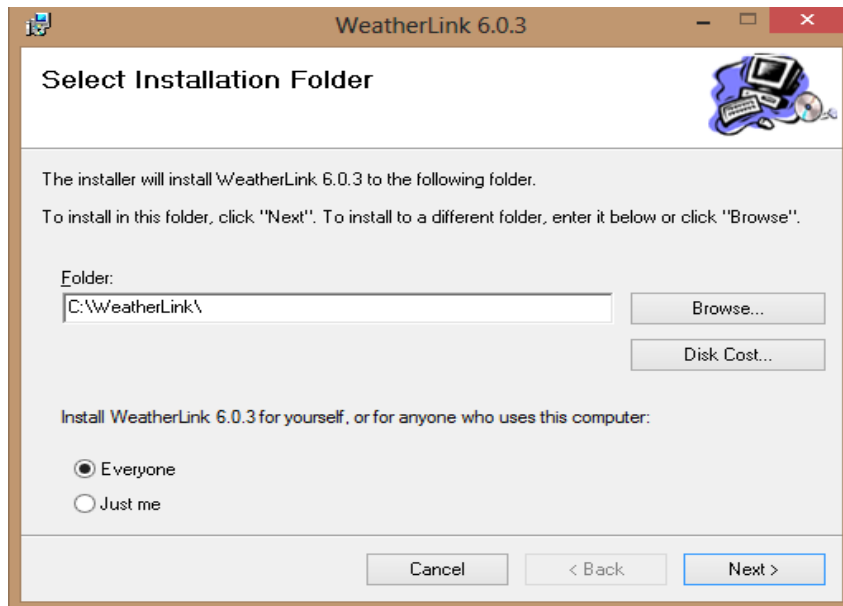 WeatherLink 6.0.3
Select Installation Folder
The installer will install WeatherLink 6.0.3 to the following folder.
To install in this folder, click "Next". To install to a different folder, enter it below or click "Browse".
Folder:
C:\WeatherLink\
Browse...
Disk Cost...
Install WeatherLink 6.0.3 for yourself, or for anyone who uses this computer:
Everyone
Just me
Cancel
< Back
Next >